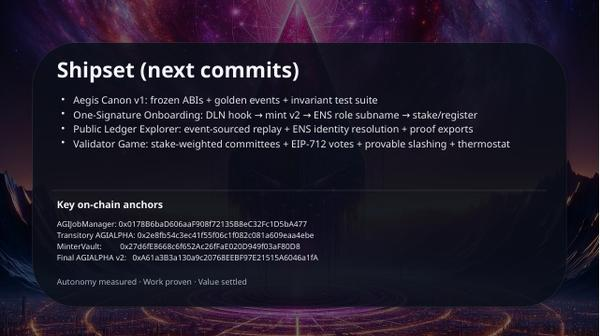 Shipset (next commits)
• Aegis Canon v1: frozen ABIs + golden events + invariant test suite
• One-Signature Onboarding: DLN hook → mint v2 → ENS role subname → stake/register
• Public Ledger Explorer: event-sourced replay + ENS identity resolution + proof exports
• Validator Game: stake-weighted committees + EIP-712 votes + provable slashing + thermostat
Key on-chain anchors
AGIJobManager: 0x0178B6baD606aaF908f72135B8eC32Fc1D5bA477
Transitory AGIALPHA: 0x2e8fb54c3ec41f55f06c1f082c081a609eaa4ebe
MinterVault: 0x27d6fE8668c6f652Ac26fFaE020D949f03aF80D8
Final AGIALPHA v2: 0xA61a3B3a130a9c20768EEBF97E21515A6046a1fA
Autonomy measured · Work proven · Value settled